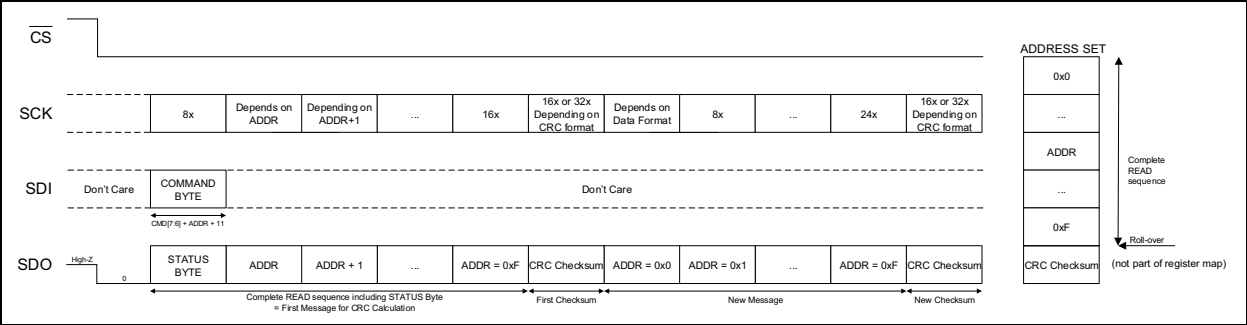 CS
ADDRESS SET
0x0
SCK
8x
Depends on
ADDR
Depending on
ADDR+1
...
16x
16x or 32x
Depending on
CRC format
Depends on
Data Format
8x
...
24x
16x or 32x
Depending on
CRC format
...
ADDR
SDI
Don't Care
COMMAND
BYTE
Don't Care
Complete
READ
sequence
...
CMD[7:6] + ADDR + 11
0xF
Roll-over
SDO
High-Z
0
STATUS
BYTE
ADDR
ADDR + 1
...
ADDR = 0xF
CRC Checksum
ADDR = 0x0
ADDR = 0x1
...
ADDR = 0xF
CRC Checksum
CRC Checksum
(not part of register map)
Complete READ sequence including STATUS Byte
= First Message for CRC Calculation
First Checksum
New Message
New Checksum